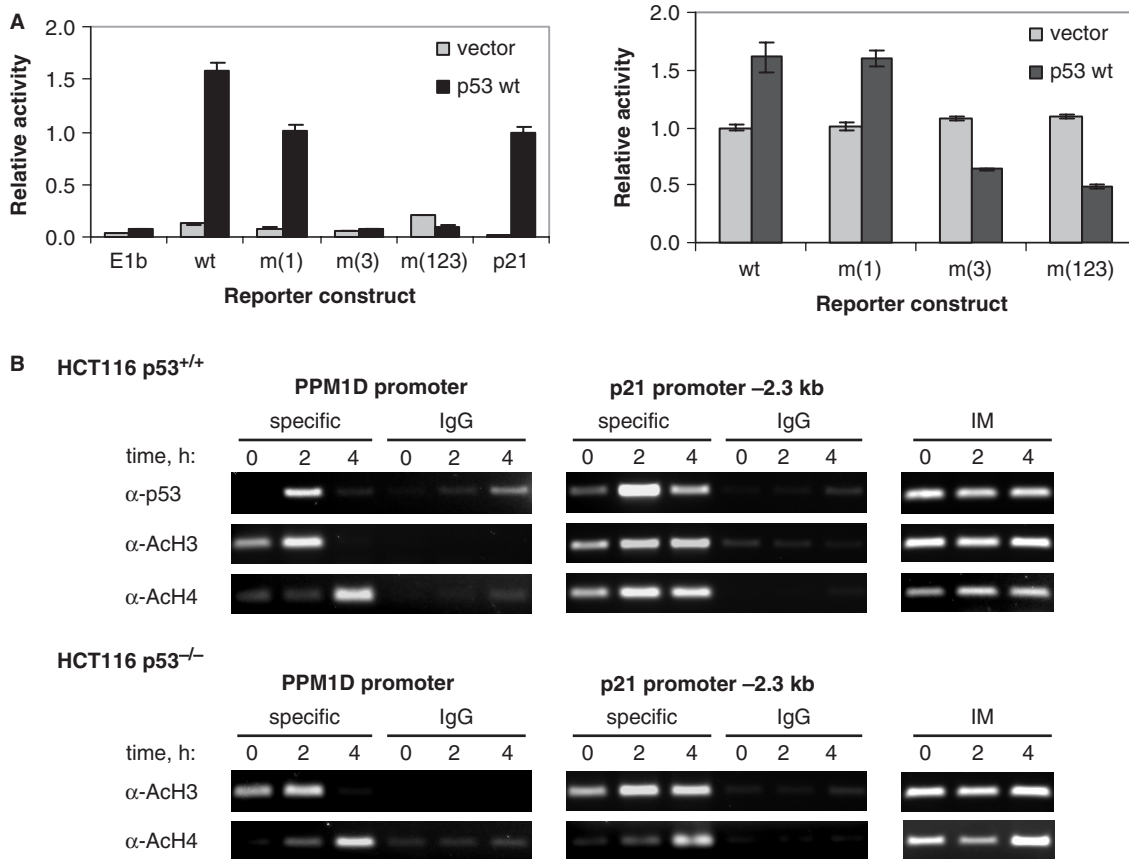 A
2.0
1.5
1.0
0.5
0.0
Relative activity
vector
p53 wt
E1b wt m(1) m(3) m(123) p21
Reporter construct
2.0
1.5
1.0
0.5
0.0
Relative activity
vector
p53 wt
wt m(1) m(3) m(123)
Reporter construct
B
HCT116 p53+/+
PPM1D promoter p21 promoter –2.3 kb
specific IgG specific IgG IM
time, h: 0 2 4 0 2 4 0 2 4 0 2 4 0 2 4
α-p53
α-AcH3
α-AcH4
HCT116 p53–/–
PPM1D promoter p21 promoter –2.3 kb
specific IgG specific IgG IM
time, h: 0 2 4 0 2 4 0 2 4 0 2 4 0 2 4
α-AcH3
α-AcH4